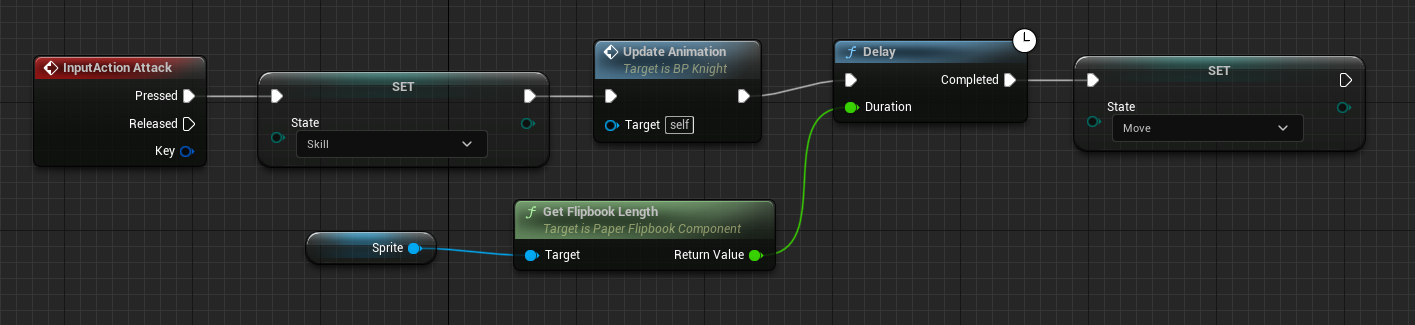 InputAction Attack
Pressed
Released
Key
SET
State
Skill
Update Animation
Target is BP Knight
Target self
Delay
Completed
Duration
SET
State
Move
Sprite
Get Flipbook Length
Target is Paper Flipbook Component
Target Return Value